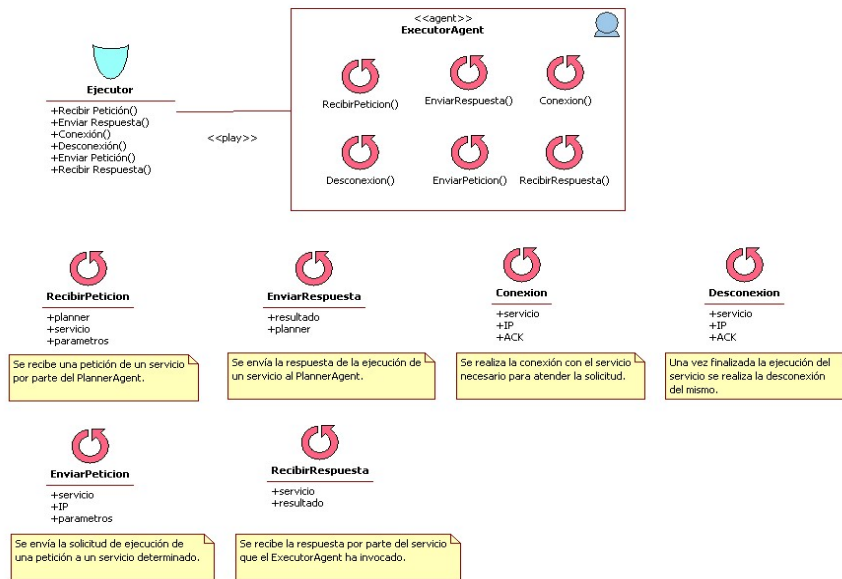 <<agent>>
ExecutorAgent
RecibirPeticion()
EnviarRespuesta()
Conexion()
Desconexion()
EnviarPeticion()
RecibirRespuesta()
Ejecutor
+Recibir Petición()
+Enviar Respuesta()
+Conexión()
+Desconexión()
+Enviar Petición()
+Recibir Respuesta()
<<play>>
RecibirPeticion
+planner
+servicio
+parametros
Se recibe una petición de un servicio
por parte del PlannerAgent.
EnviarRespuesta
+resultado
+planner
Se envía la respuesta de la ejecución de
un servicio al PlannerAgent.
Conexion
+servicio
+IP
+ACK
Se realiza la conexión con el servicio
necesario para atender la solicitud.
Desconexion
+servicio
+IP
+ACK
Una vez finalizada la ejecución del
servicio se realiza la desconexión
del mismo.
EnviarPeticion
+servicio
+IP
+parametros
Se envía la solicitud de ejecución de
una petición a un servicio determinado.
RecibirRespuesta
+servicio
+resultado
Se recibe la respuesta por parte del servicio
que el ExecutorAgent ha invocado.